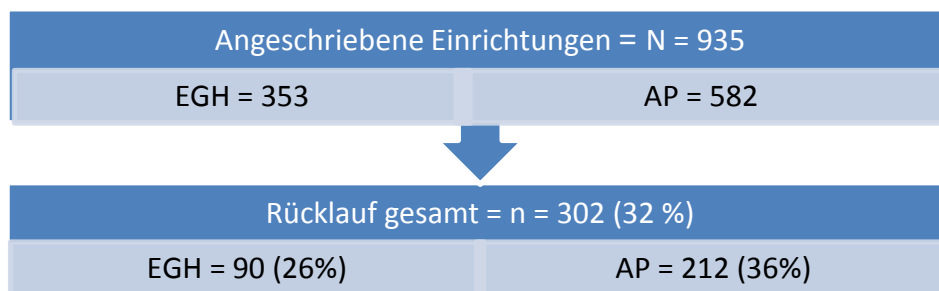 Angeschriebene Einrichtungen = N = 935
EGH = 353 AP = 582
Rücklauf gesamt = n = 302 (32 %)
EGH = 90 (26%) AP = 212 (36%)